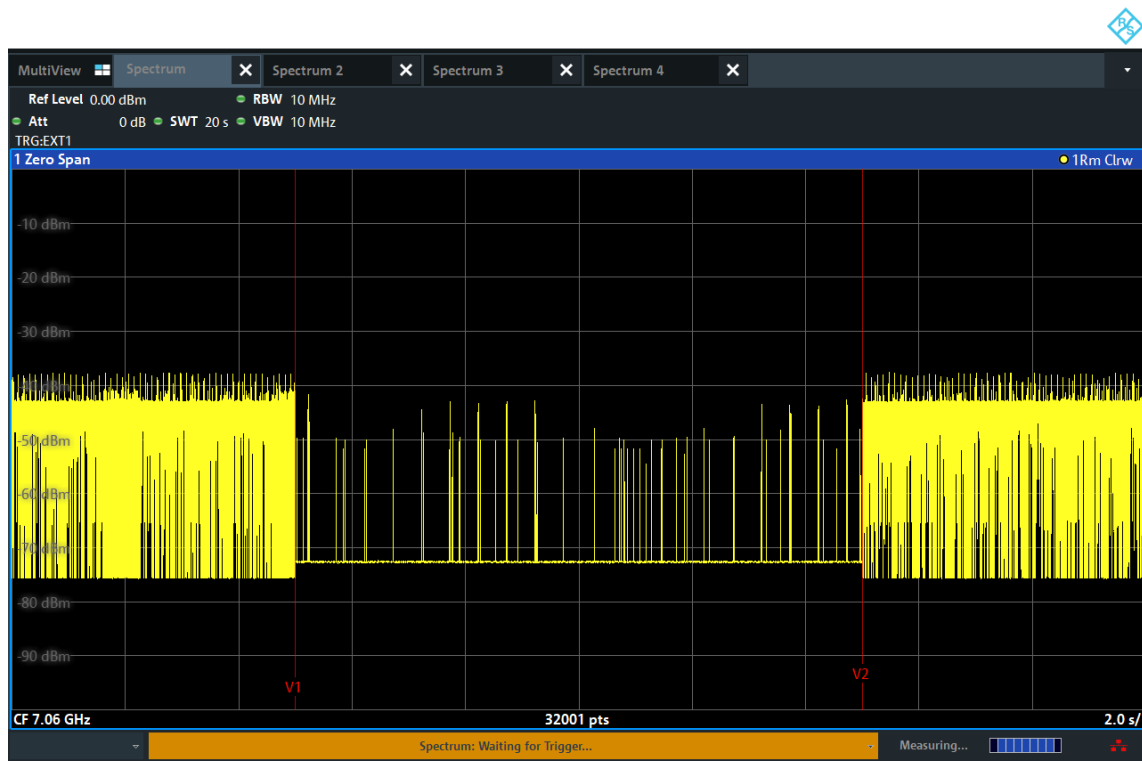 R&S
MultiView Spectrum Spectrum 2 Spectrum 3 Spectrum 4
Ref Level 0.00 dBm RBW 10 MHz
Att 0 dB SWT 20 s VBW 10 MHz
TRG:EXT1
1 Zero Span 1Rm Clrw
-10 dBm
-20 dBm
-30 dBm
-40 dBm
-50 dBm
-60 dBm
-70 dBm
-80 dBm
-90 dBm
V1 V2
CF 7.06 GHz 32001 pts 2.0 s/
Spectrum: Waiting for Trigger... Measuring...